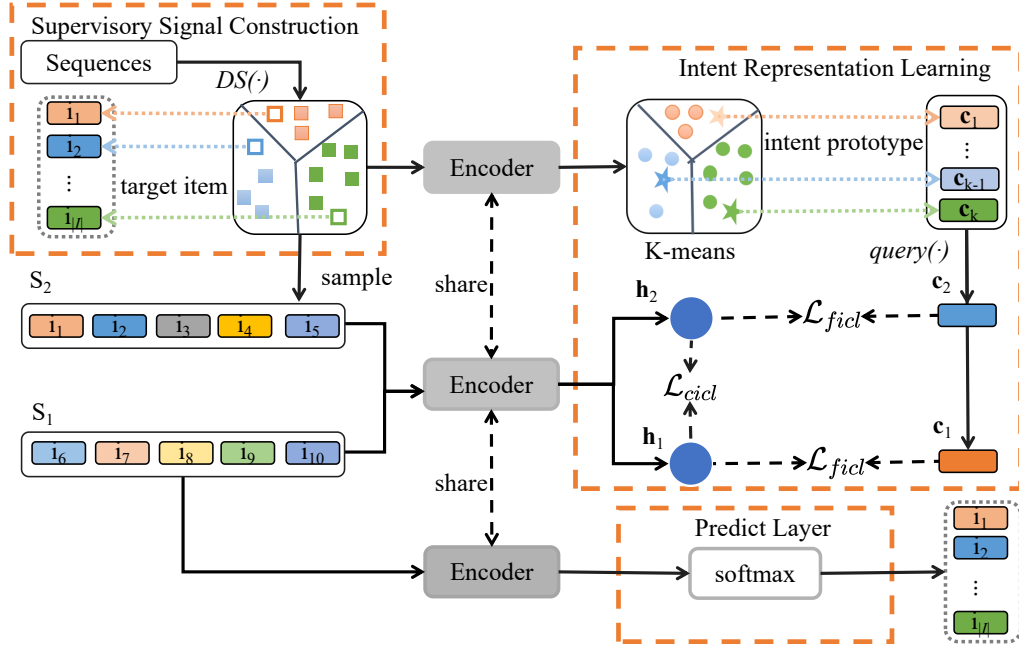 Supervisory Signal Construction
Sequences
DS(·)
i1
i2
⋮
i|I|
target item
Encoder
Intent Representation Learning
intent prototype
K-means
c1
⋮
ck-1
ck
query(·)
sample
share
S2
i1 i2 i3 i4 i5
Encoder
h2
ℒficl
c2
ℒcicl
S1
i6 i7 i8 i9 i10
h1
ℒficl
c1
share
Encoder
Predict Layer
softmax
i1
i2
⋮
i|I|